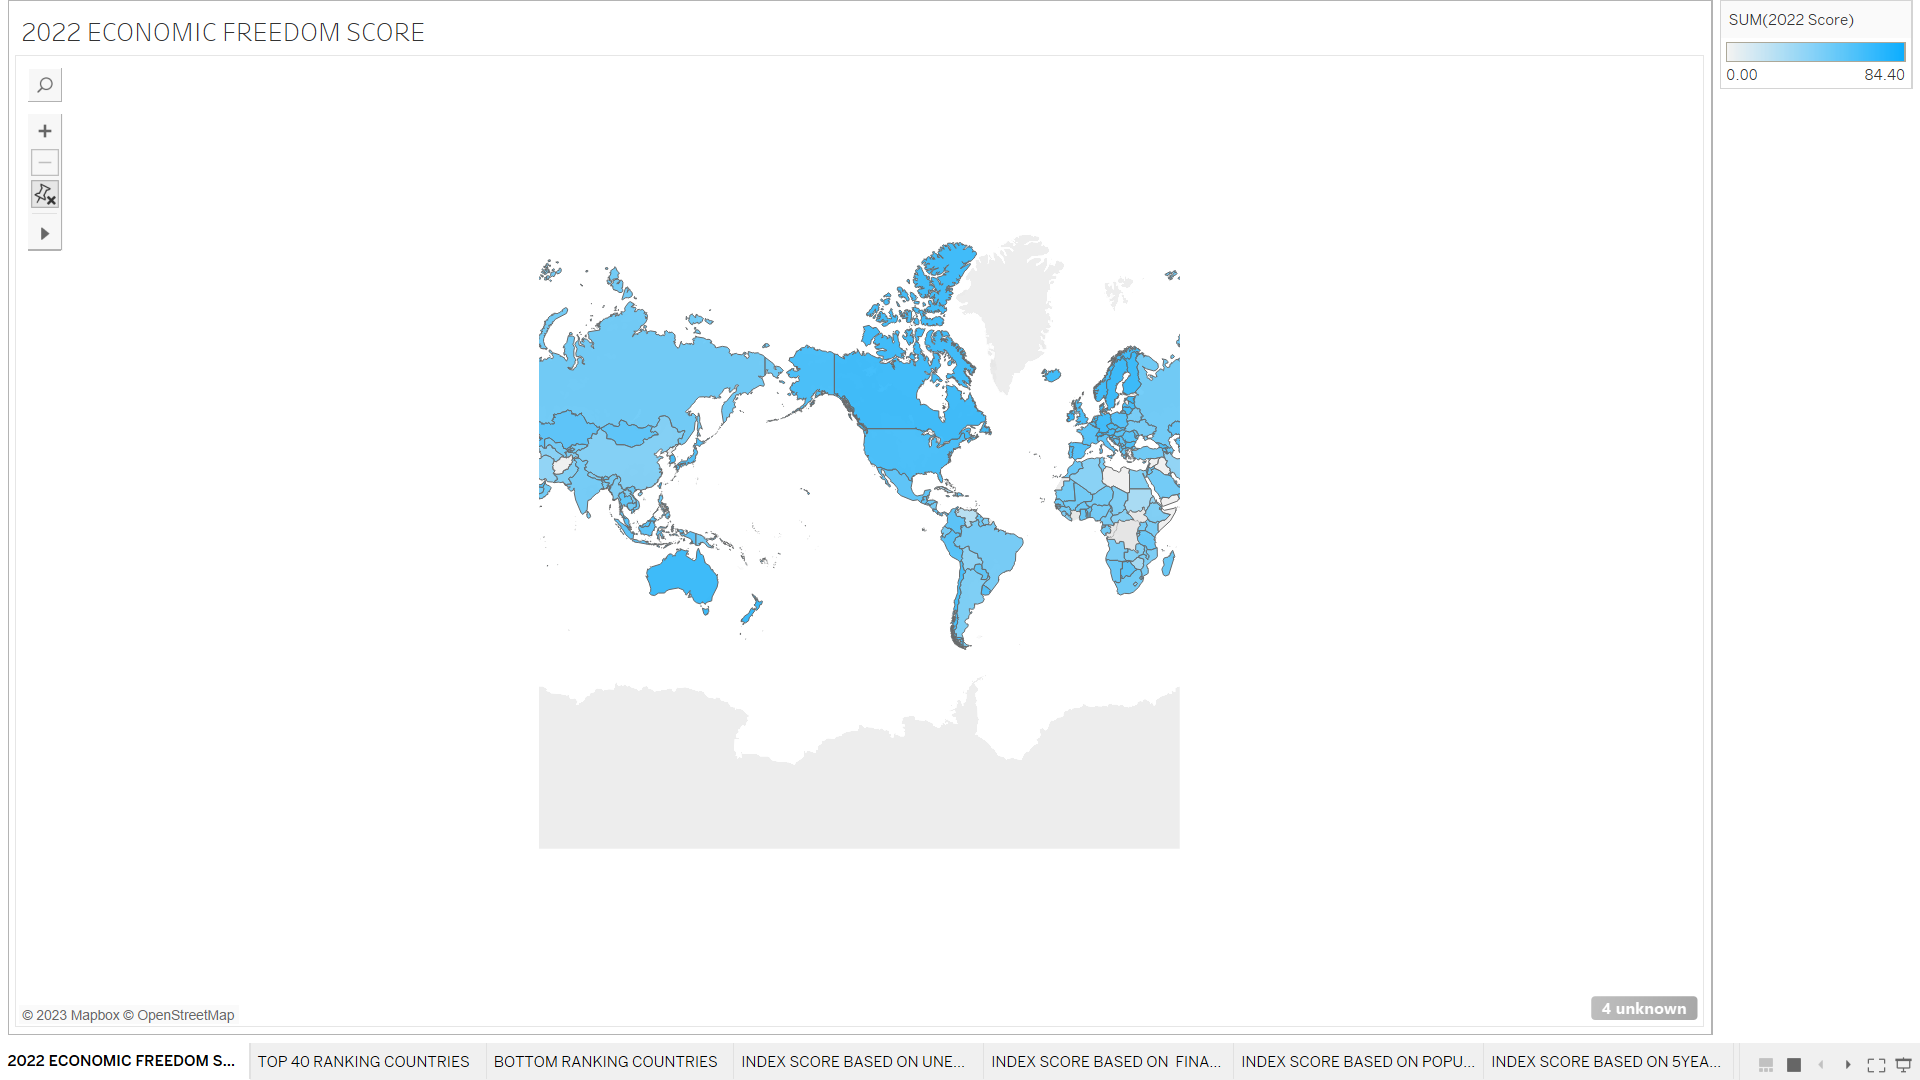 2022 ECONOMIC FREEDOM SCORE
SUM(2022 Score)
0.00 84.40
© 2023 Mapbox © OpenStreetMap
4 unknown
2022 ECONOMIC FREEDOM S... TOP 40 RANKING COUNTRIES BOTTOM RANKING COUNTRIES INDEX SCORE BASED ON UNE... INDEX SCORE BASED ON  FINA... INDEX SCORE BASED ON POPU... INDEX SCORE BASED ON 5YEA...